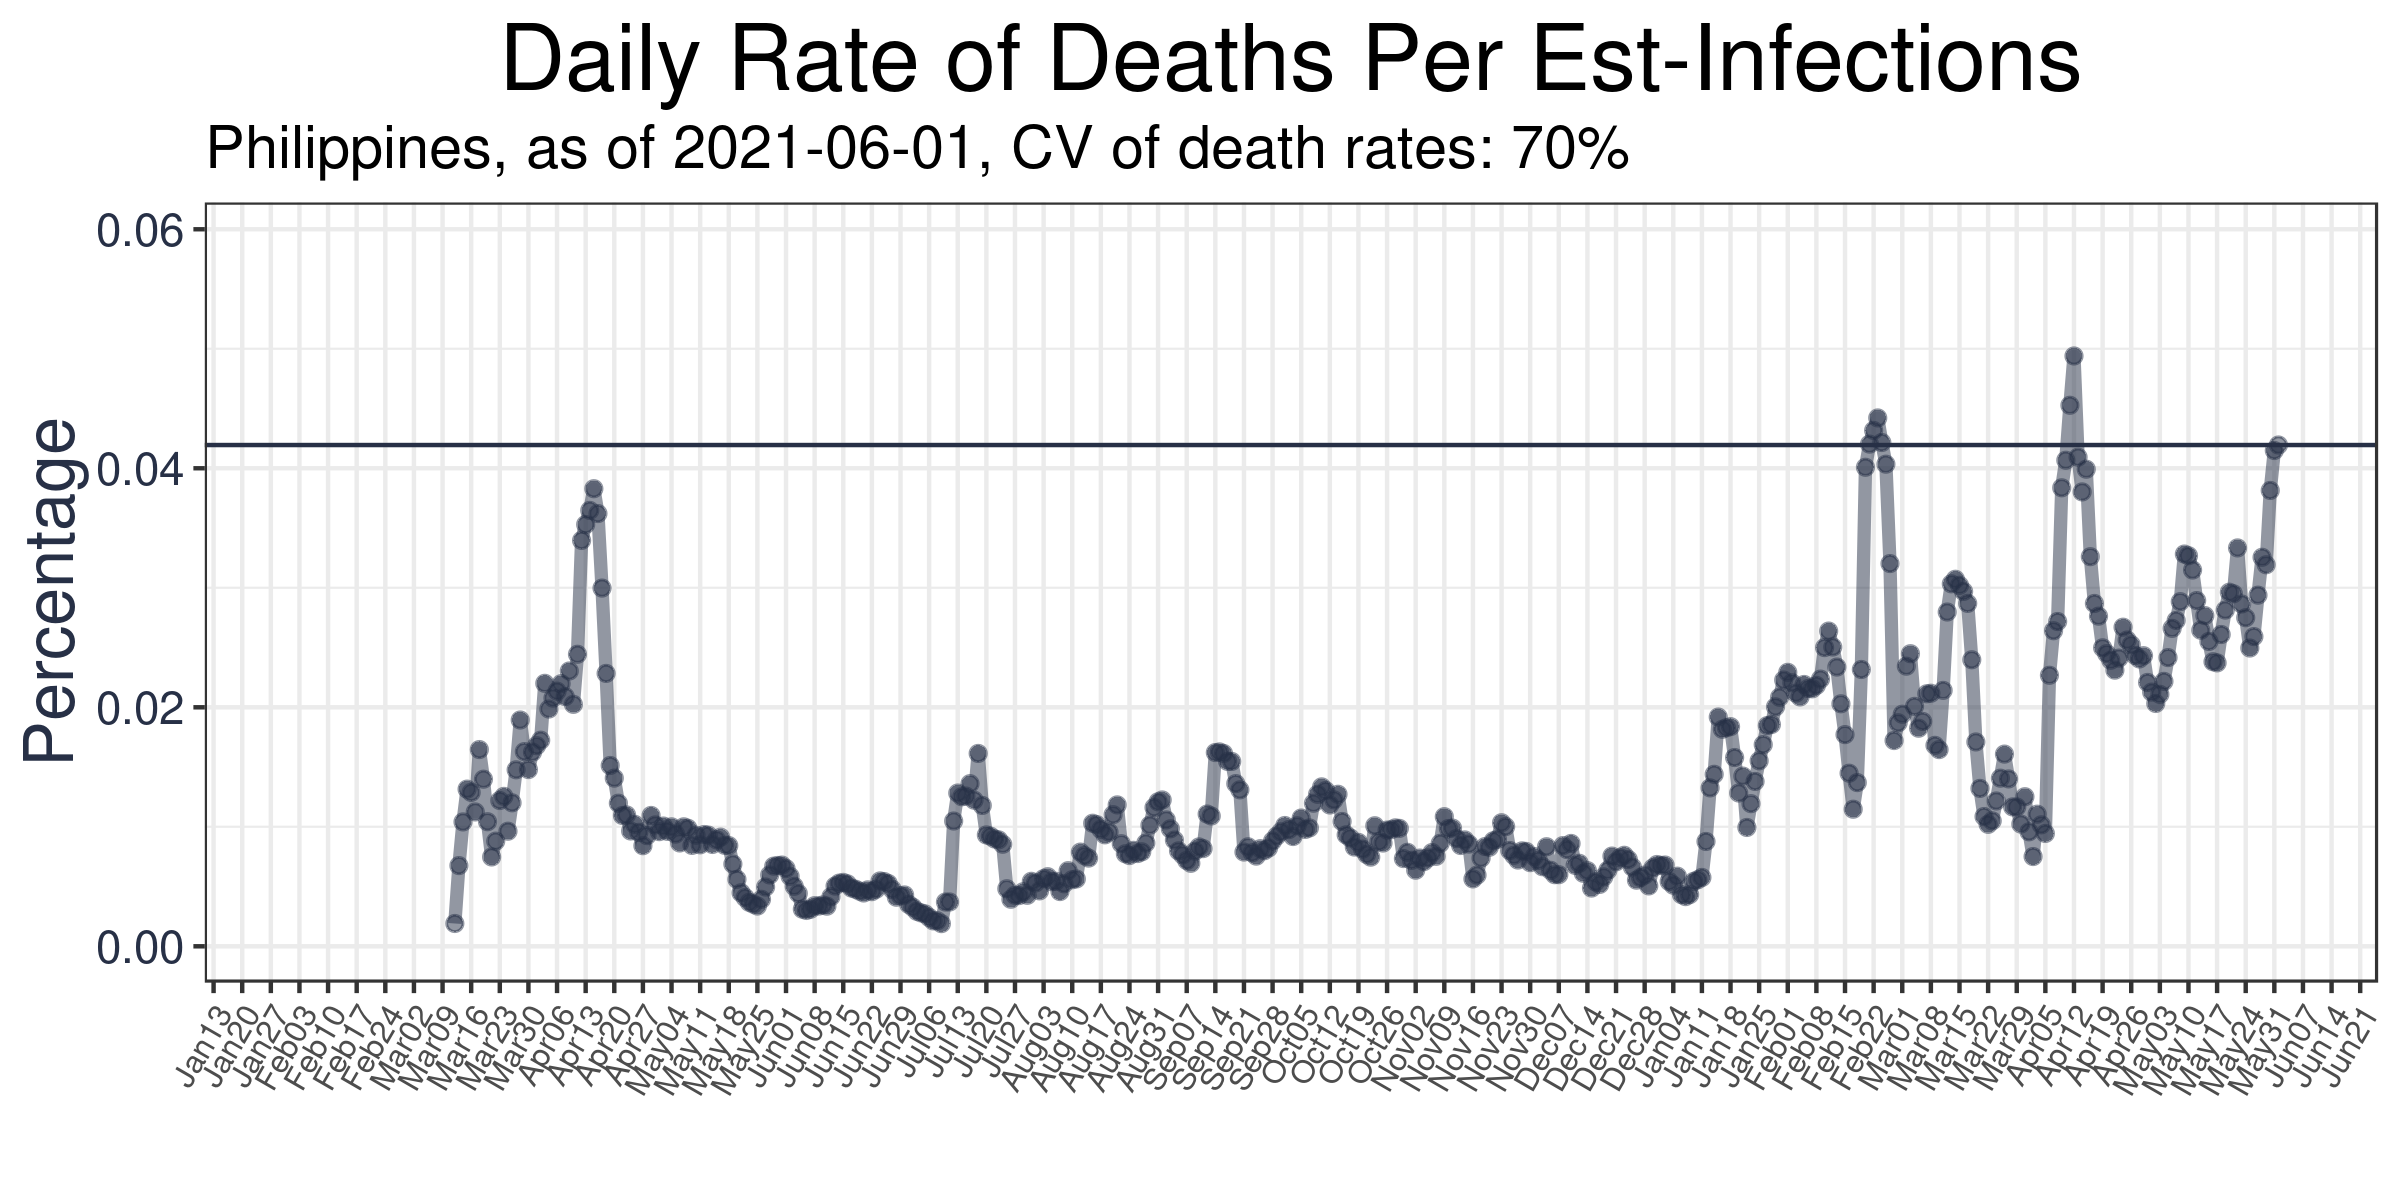 Daily Rate of Deaths Per Est-Infections
Philippines, as of 2021-06-01, CV of death rates: 70%
Percentage
0.06
0.04
0.02
0.00
Jan13
Jan20
Jan27
Feb03
Feb10
Feb17
Feb24
Mar02
Mar09
Mar16
Mar23
Mar30
Apr06
Apr13
Apr20
Apr27
May04
May11
May18
May25
Jun01
Jun08
Jun15
Jun22
Jun29
Jul06
Jul13
Jul20
Jul27
Aug03
Aug10
Aug17
Aug24
Aug31
Sep07
Sep14
Sep21
Sep28
Oct05
Oct12
Oct19
Oct26
Nov02
Nov09
Nov16
Nov23
Nov30
Dec07
Dec14
Dec21
Dec28
Jan04
Jan11
Jan18
Jan25
Feb01
Feb08
Feb15
Feb22
Mar01
Mar08
Mar15
Mar22
Mar29
Apr05
Apr12
Apr19
Apr26
May03
May10
May17
May24
May31
Jun07
Jun14
Jun21